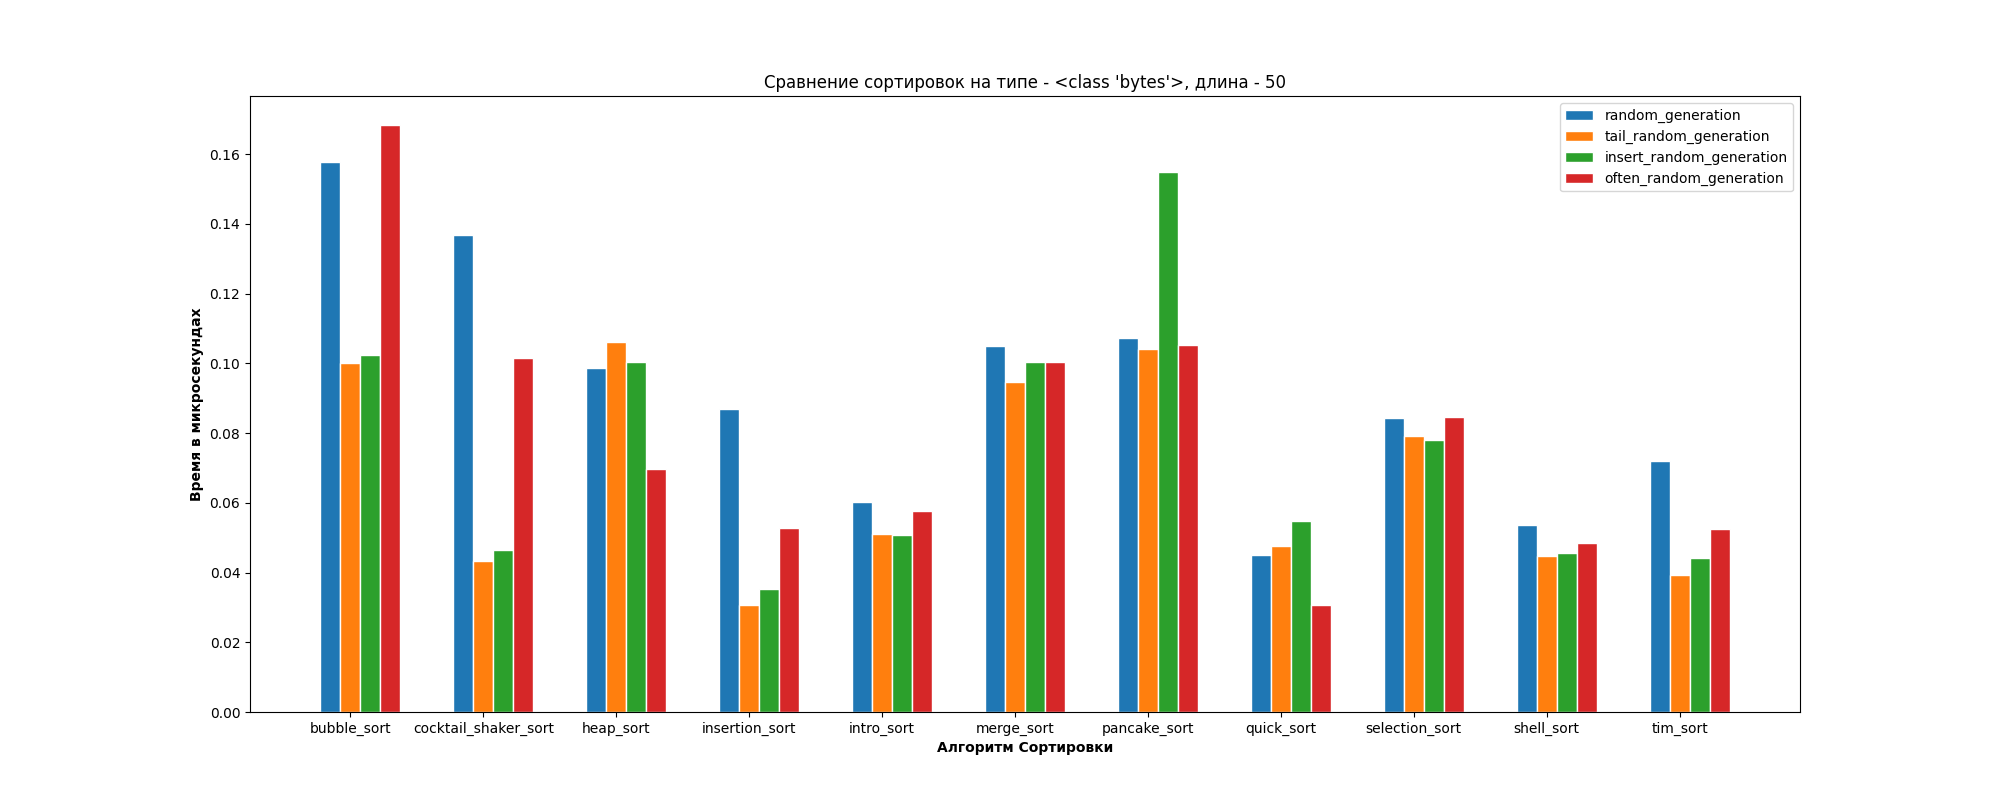 Сравнение сортировок на типе - <class 'bytes'>, длина - 50
random_generation
tail_random_generation
insert_random_generation
often_random_generation
Время в микросекундах
0.16
0.14
0.12
0.10
0.08
0.06
0.04
0.02
0.00
bubble_sort cocktail_shaker_sort heap_sort insertion_sort intro_sort merge_sort pancake_sort quick_sort selection_sort shell_sort tim_sort
Алгоритм Сортировки